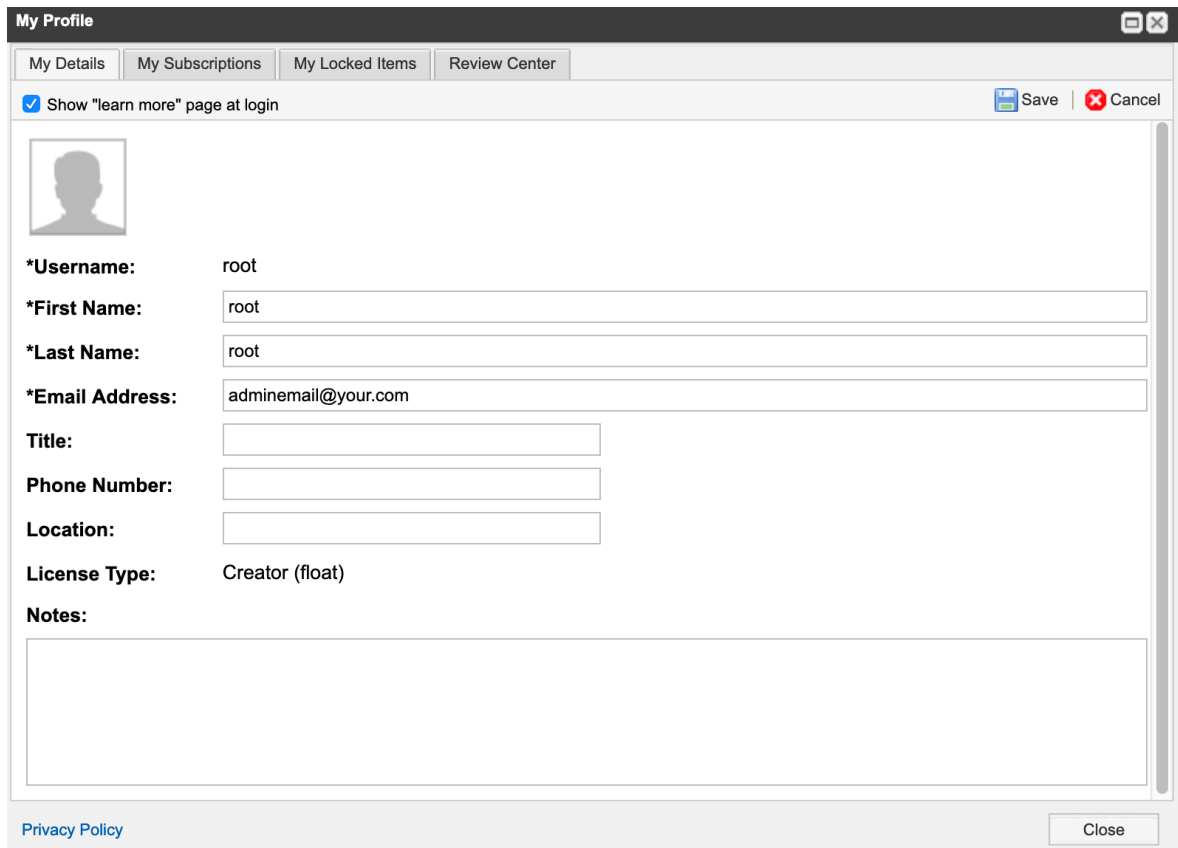 My Profile
My Details My Subscriptions My Locked Items Review Center
Show "learn more" page at login Save Cancel
*Username: root
*First Name: root
*Last Name: root
*Email Address: adminemail@your.com
Title:
Phone Number:
Location:
License Type: Creator (float)
Notes:
Privacy Policy Close